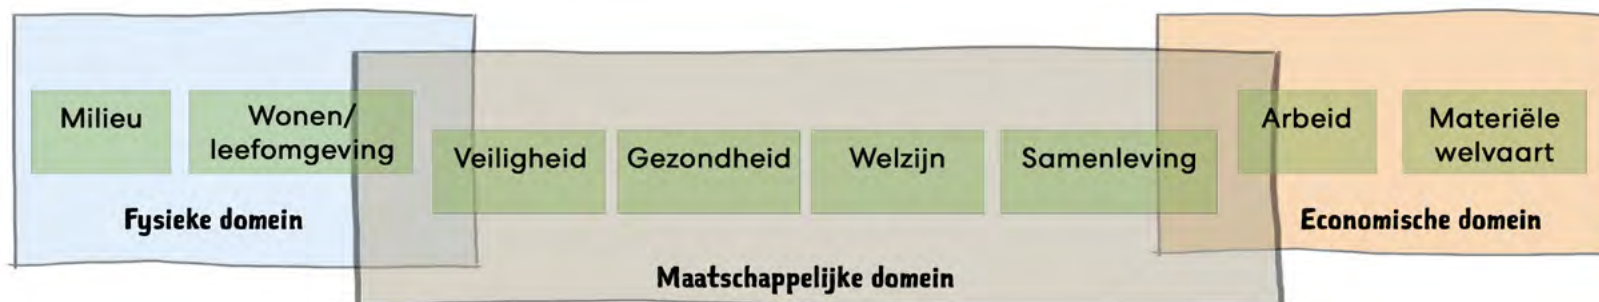 Milieu
Wonen/
leefomgeving
Veiligheid
Gezondheid
Welzijn
Samenleving
Arbeid
Materiële
welvaart
Fysieke domein
Maatschappelijke domein
Economische domein